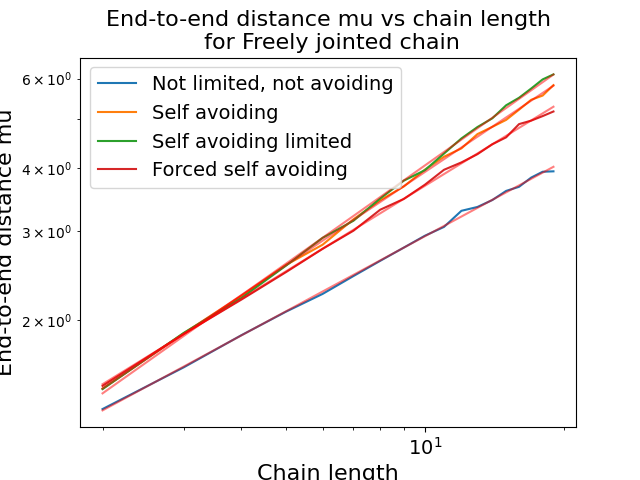 End-to-end distance mu vs chain length
for Freely jointed chain
Not limited, not avoiding
Self avoiding
Self avoiding limited
Forced self avoiding
6 × 10⁰
4 × 10⁰
3 × 10⁰
2 × 10⁰
End-to-end distance mu
10¹
Chain length